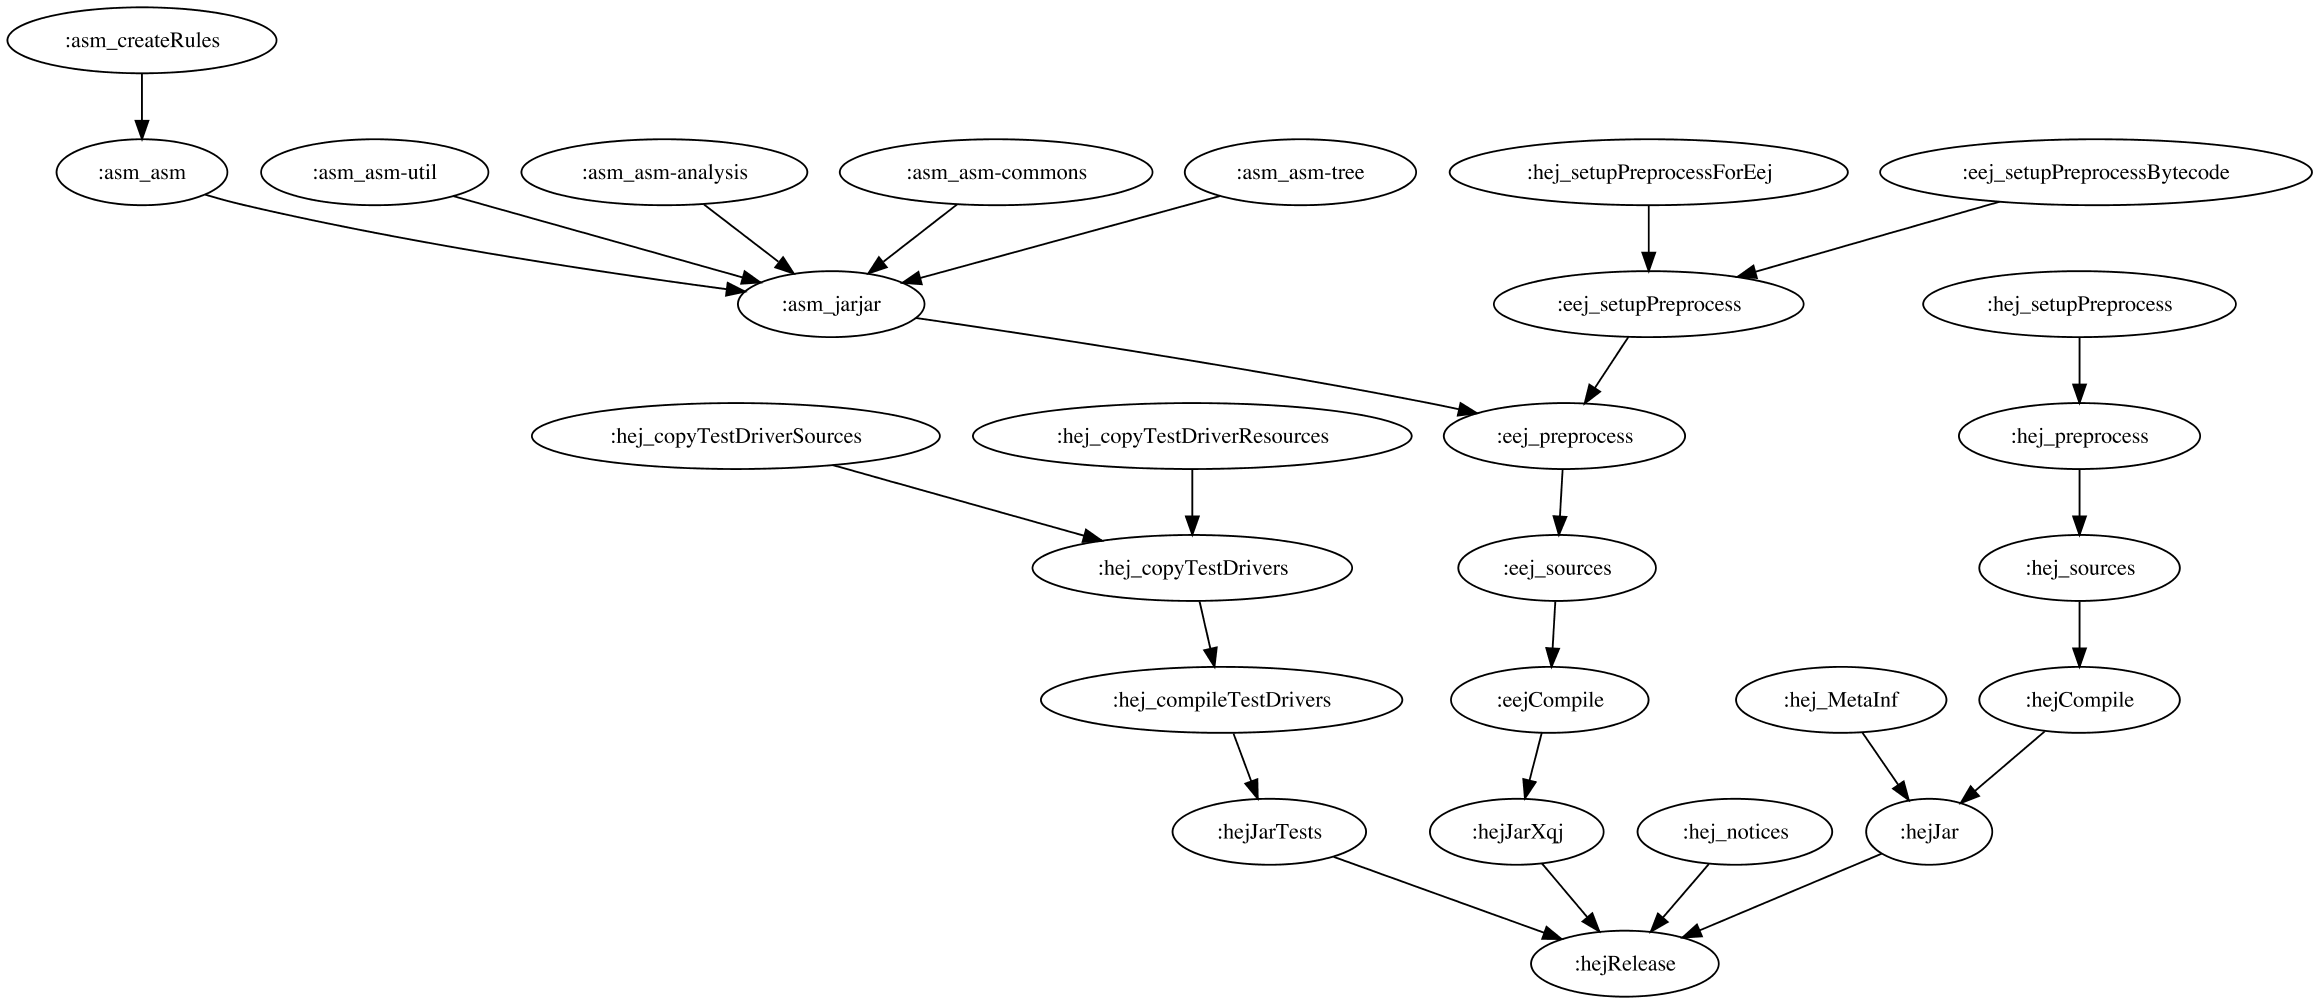 :asm_createRules
:asm_asm
:asm_asm-util
:asm_asm-analysis
:asm_asm-commons
:asm_asm-tree
:hej_setupPreprocessForEej
:eej_setupPreprocessBytecode
:asm_jarjar
:eej_setupPreprocess
:hej_setupPreprocess
:hej_copyTestDriverSources
:hej_copyTestDriverResources
:eej_preprocess
:hej_preprocess
:hej_copyTestDrivers
:eej_sources
:hej_sources
:hej_compileTestDrivers
:eejCompile
:hej_MetaInf
:hejCompile
:hejJarTests
:hejJarXqj
:hej_notices
:hejJar
:hejRelease